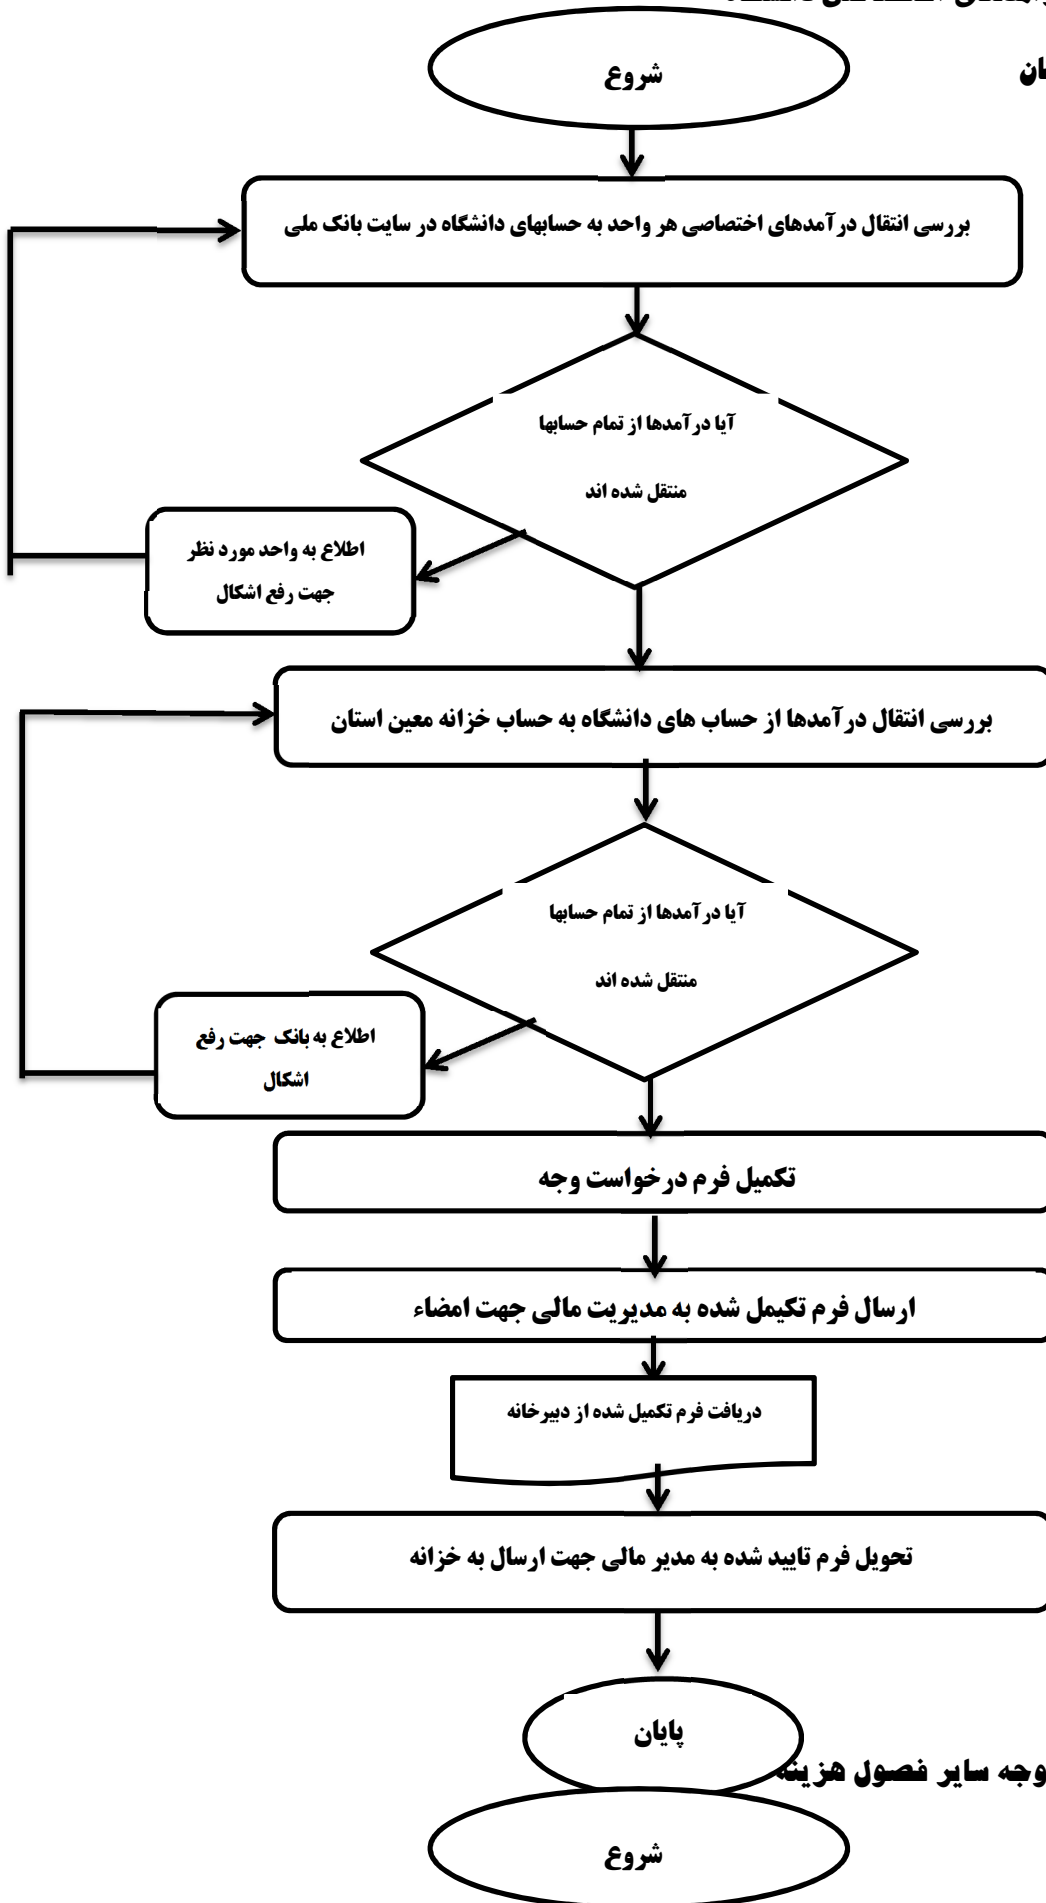 شروع
ان
بررسی انتقال درآمدهای اختصاصی هر واحد به حسابهای دانشگاه در سایت بانک ملی
آیا درآمدها از تمام حسابها
منتقل شده اند
اطلاع به واحد مورد نظر
جهت رفع اشکال
بررسی انتقال درآمدها از حساب های دانشگاه به حساب خزانه معین استان
آیا درآمدها از تمام حسابها
منتقل شده اند
اطلاع به بانک جهت رفع
اشکال
تکمیل فرم درخواست وجه
ارسال فرم تکیمل شده به مدیریت مالی جهت امضاء
دریافت فرم تکمیل شده از دبیرخانه
تحویل فرم تایید شده به مدیر مالی جهت ارسال به خزانه
پایان
وجه سایر فصول هزینه
شروع